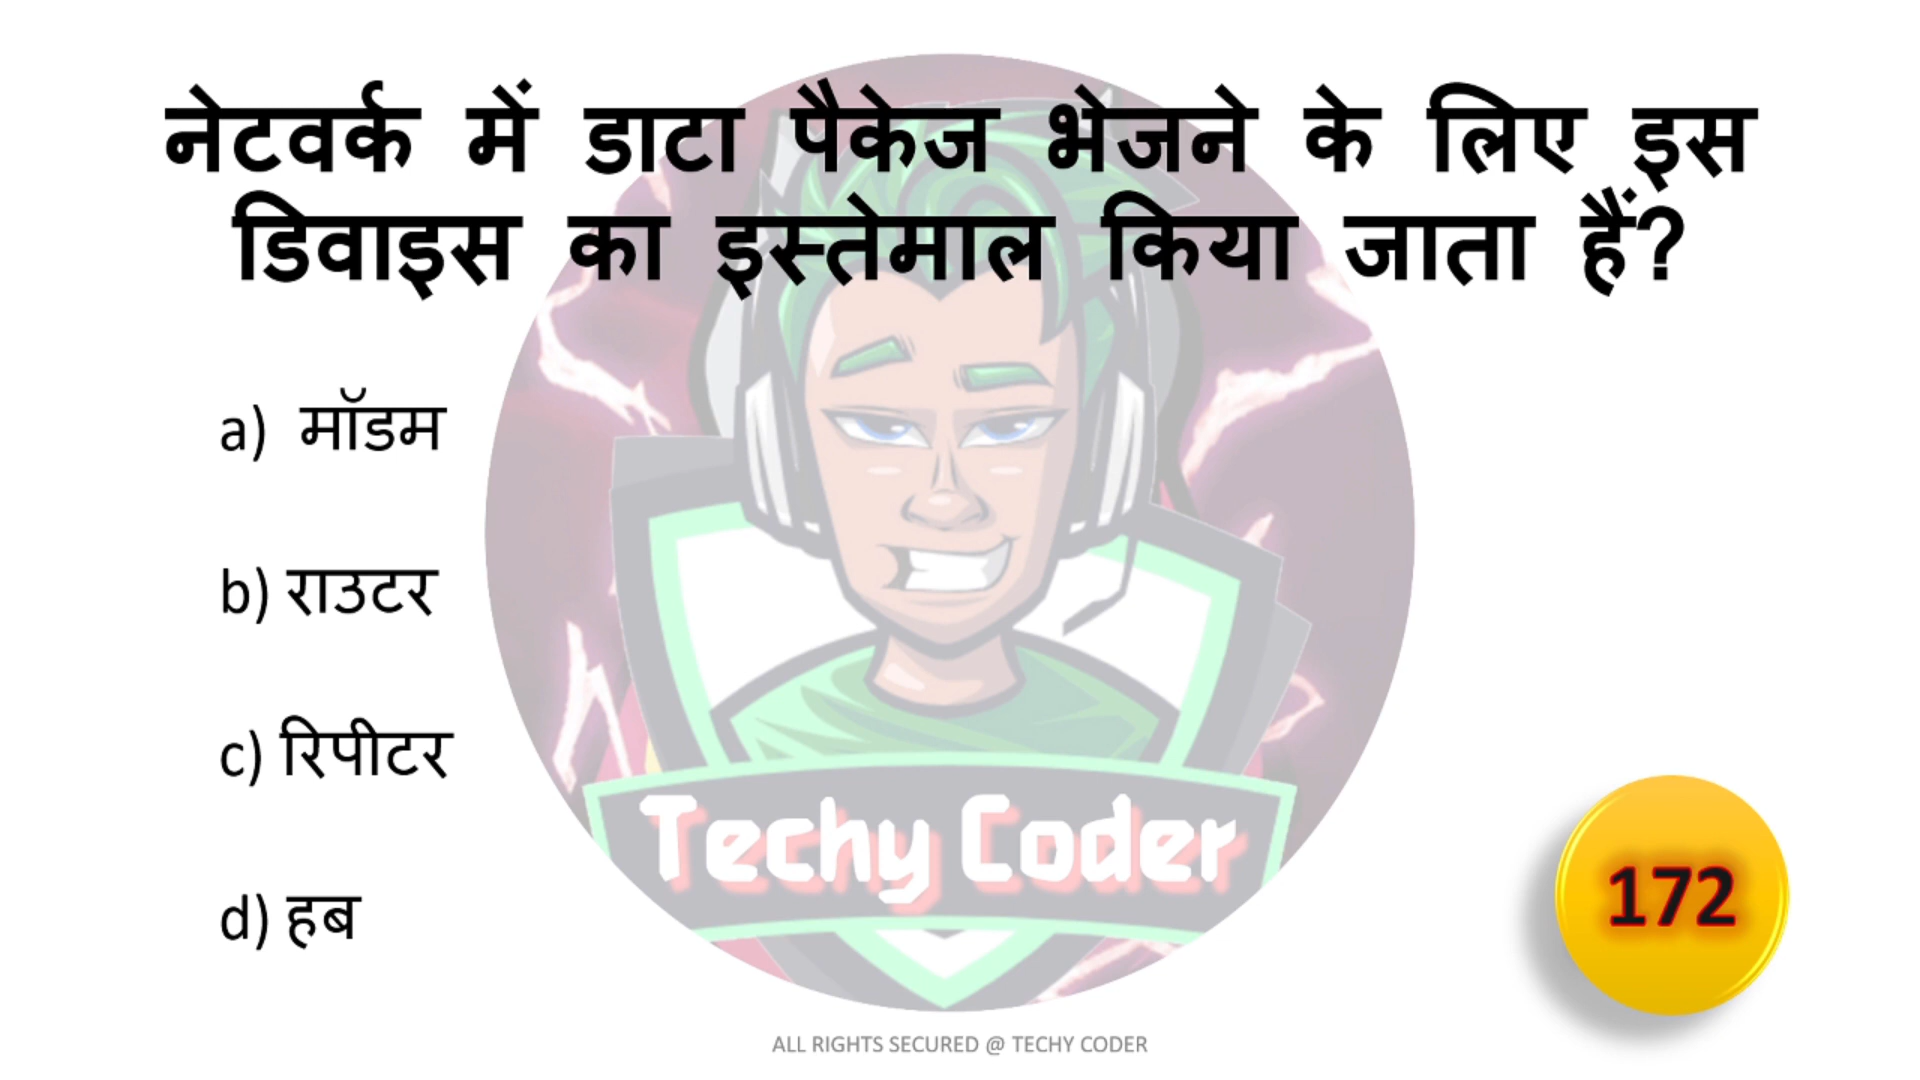 नेटवर्क में डाटा पैकेज भेजने के लिए इस
डिवाइस का इस्तेमाल किया जाता हैं?
a) मॉडम
b) राउटर
c) रिपीटर
d) हब
Techy Coder
172
ALL RIGHTS SECURED @ TECHY CODER